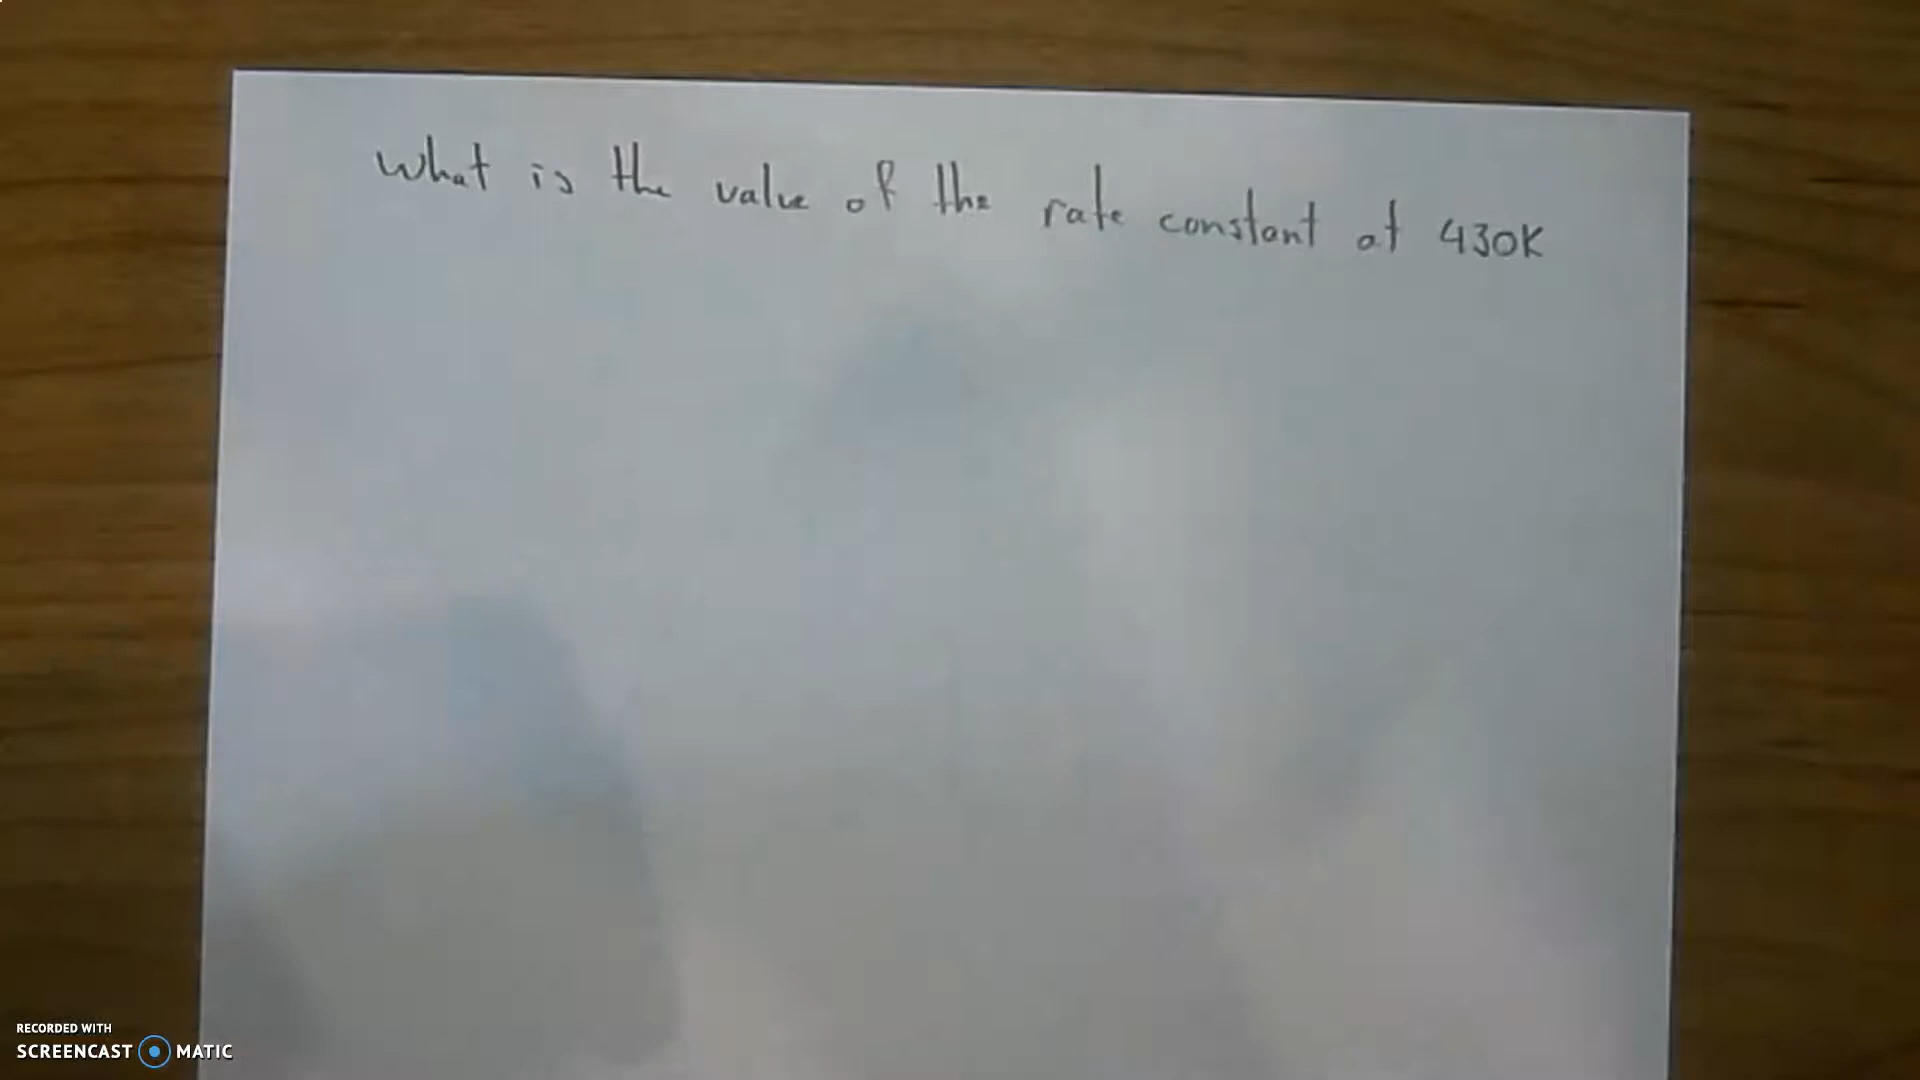 What is the value of the rate constant at 430K
RECORDED WITH
SCREENCAST MATIC